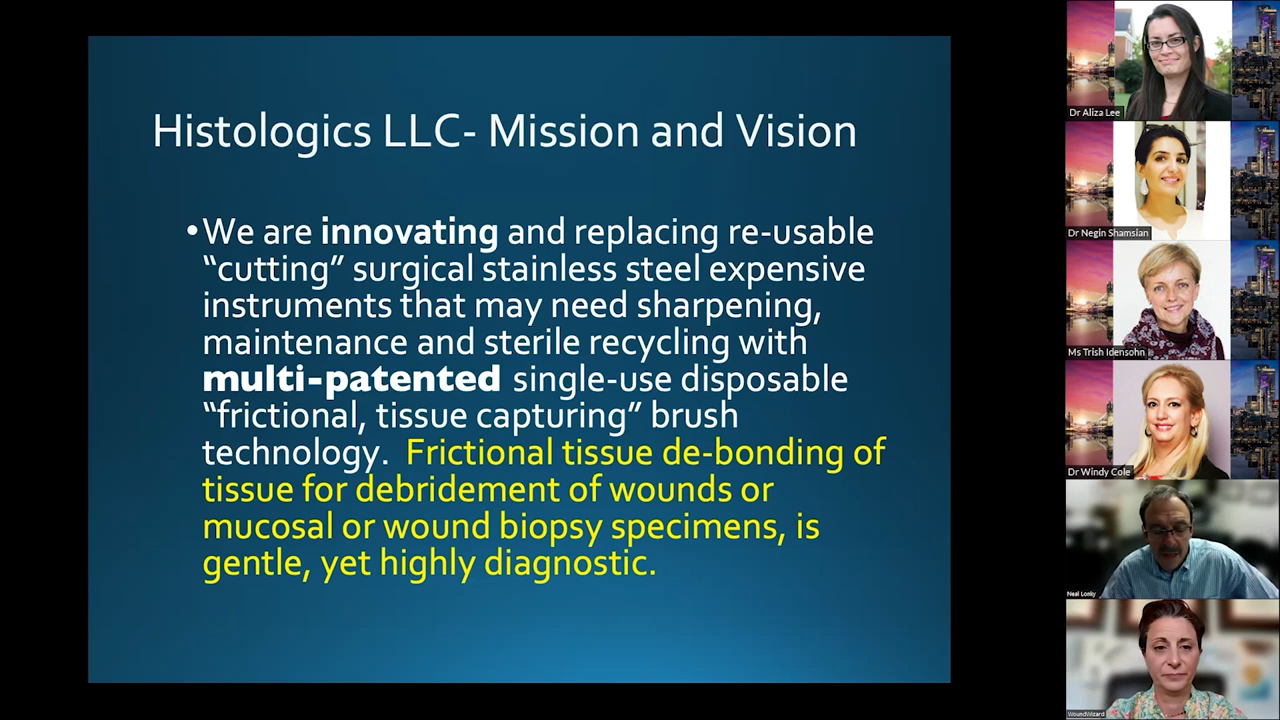 Histologics LLC- Mission and Vision
•We are innovating and replacing re-usable
“cutting” surgical stainless steel expensive
instruments that may need sharpening,
maintenance and sterile recycling with
multi-patented single-use disposable
“frictional, tissue capturing” brush
technology. Frictional tissue de-bonding of
tissue for debridement of wounds or
mucosal or wound biopsy specimens, is
gentle, yet highly diagnostic.
Dr Aliza Lee
Dr Negin Shamsian
Ms Trish Idensohn
Dr Windy Cole
Neal Lonky
WoundWizard